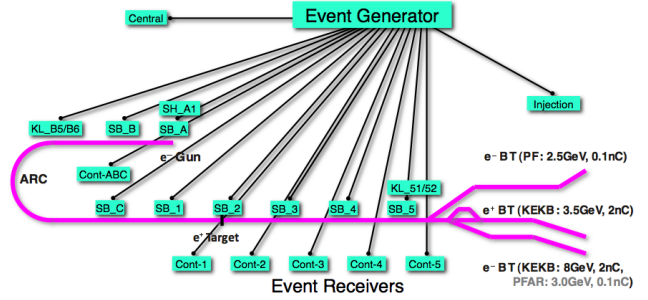 Event Generator
Central
Injection
SH_A1
KL_B5/B6
SB_B
SB_A
e⁻ Gun
e⁻ BT (PF: 2.5GeV, 0.1nC)
ARC
Cont-ABC
KL_51/52
SB_C
SB_1
SB_2
SB_3
SB_4
SB_5
e⁺ BT (KEKB: 3.5GeV, 2nC)
e⁺ Target
Cont-1
Cont-2
Cont-3
Cont-4
Cont-5
e⁻ BT (KEKB: 8GeV, 2nC,
PFAR: 3.0GeV, 0.1nC)
Event Receivers